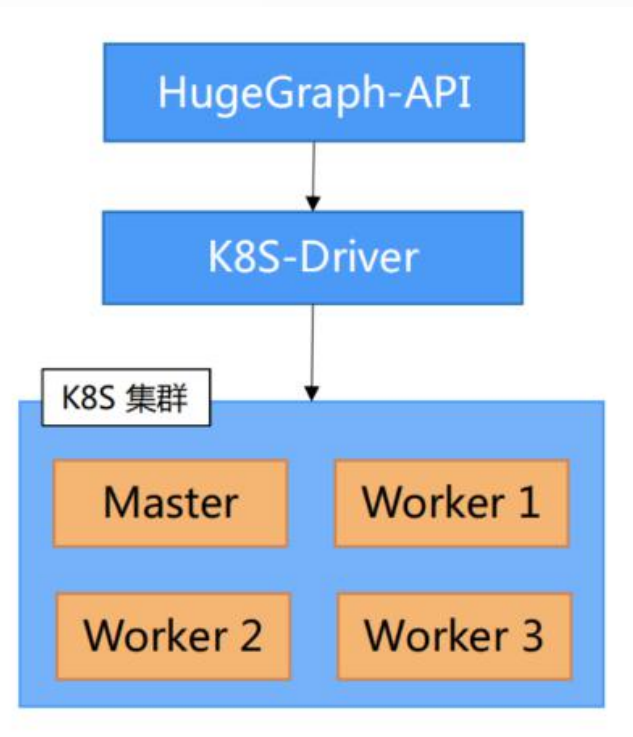 HugeGraph-API
K8S-Driver
K8S 集群
Master
Worker 1
Worker 2
Worker 3